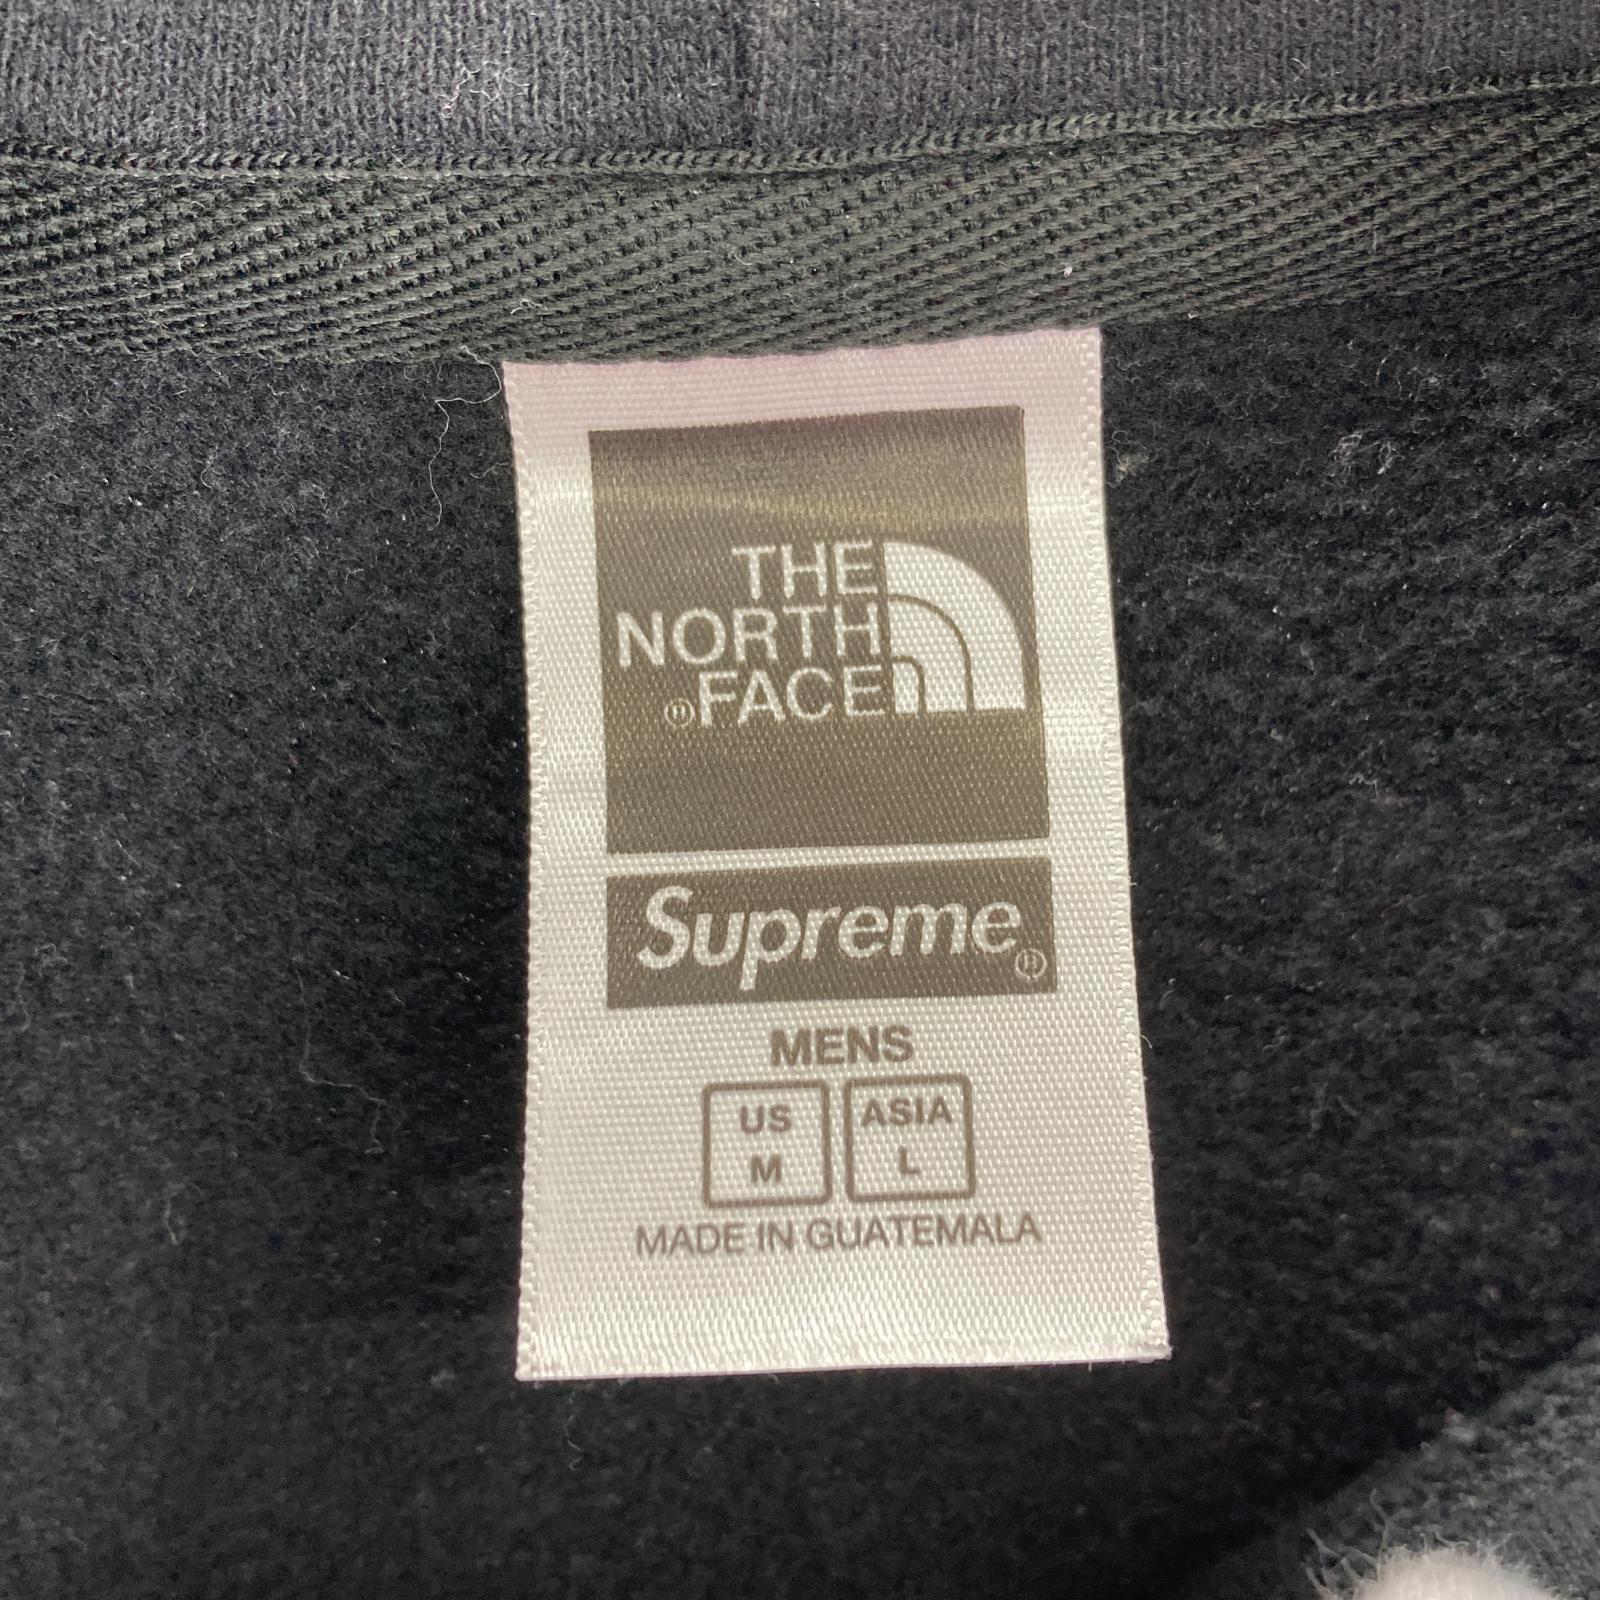 THE
NORTH
®FACE
Supreme®
MENS
US ASIA
M L
MADE IN GUATEMALA